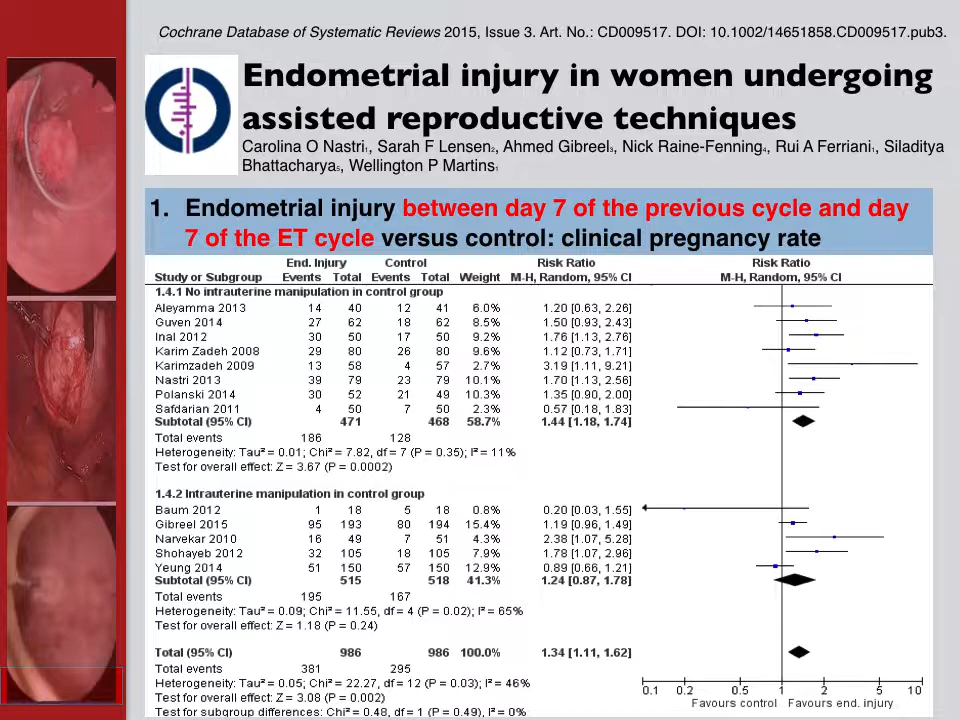 Cochrane Database of Systematic Reviews 2015, Issue 3. Art. No.: CD009517. DOI: 10.1002/14651858.CD009517.pub3.
Endometrial injury in women undergoing
assisted reproductive techniques
Carolina O Nastri1, Sarah F Lensen2, Ahmed Gibreel3, Nick Raine-Fenning4, Rui A Ferriani1, Siladitya
Bhattacharya5, Wellington P Martins1
1. Endometrial injury between day 7 of the previous cycle and day
7 of the ET cycle versus control: clinical pregnancy rate
End. Injury Control Risk Ratio Risk Ratio
Study or Subgroup Events Total Events Total Weight M-H, Random, 95% CI M-H, Random, 95% CI
1.4.1 No intrauterine manipulation in control group
Aleyamma 2013 14 40 12 41 6.0% 1.20 [0.63, 2.26]
Guven 2014 27 62 18 62 8.5% 1.50 [0.93, 2.43]
Inal 2012 30 50 17 50 9.2% 1.76 [1.13, 2.76]
Karim Zadeh 2008 29 80 26 80 9.6% 1.12 [0.73, 1.71]
Karimzadeh 2009 13 58 4 57 2.7% 3.19 [1.11, 9.21]
Nastri 2013 39 79 23 79 10.1% 1.70 [1.13, 2.56]
Polanski 2014 30 52 21 49 10.3% 1.35 [0.90, 2.00]
Safdarian 2011 4 50 7 50 2.3% 0.57 [0.18, 1.83]
Subtotal (95% CI) 471 468 58.7% 1.44 [1.18, 1.74]
Total events 186 128
Heterogeneity: Tau² = 0.01; Chi² = 7.82, df = 7 (P = 0.35); I² = 11%
Test for overall effect: Z = 3.67 (P = 0.0002)
1.4.2 Intrauterine manipulation in control group
Baum 2012 1 18 5 18 0.8% 0.20 [0.03, 1.55]
Gibreel 2015 95 193 80 194 15.4% 1.19 [0.96, 1.49]
Narvekar 2010 16 49 7 51 4.3% 2.38 [1.07, 5.28]
Shohayeb 2012 32 105 18 105 7.9% 1.78 [1.07, 2.96]
Yeung 2014 51 150 57 150 12.9% 0.89 [0.66, 1.21]
Subtotal (95% CI) 515 518 41.3% 1.24 [0.87, 1.78]
Total events 195 167
Heterogeneity: Tau² = 0.09; Chi² = 11.55, df = 4 (P = 0.02); I² = 65%
Test for overall effect: Z = 1.18 (P = 0.24)
Total (95% CI) 986 986 100.0% 1.34 [1.11, 1.62]
Total events 381 295
Heterogeneity: Tau² = 0.05; Chi² = 22.27, df = 12 (P = 0.03); I² = 46%
Test for overall effect: Z = 3.08 (P = 0.002)
Test for subgroup differences: Chi² = 0.48, df = 1 (P = 0.49), I² = 0%
0.1 0.2 0.5 1 2 5 10
Favours control Favours end. injury